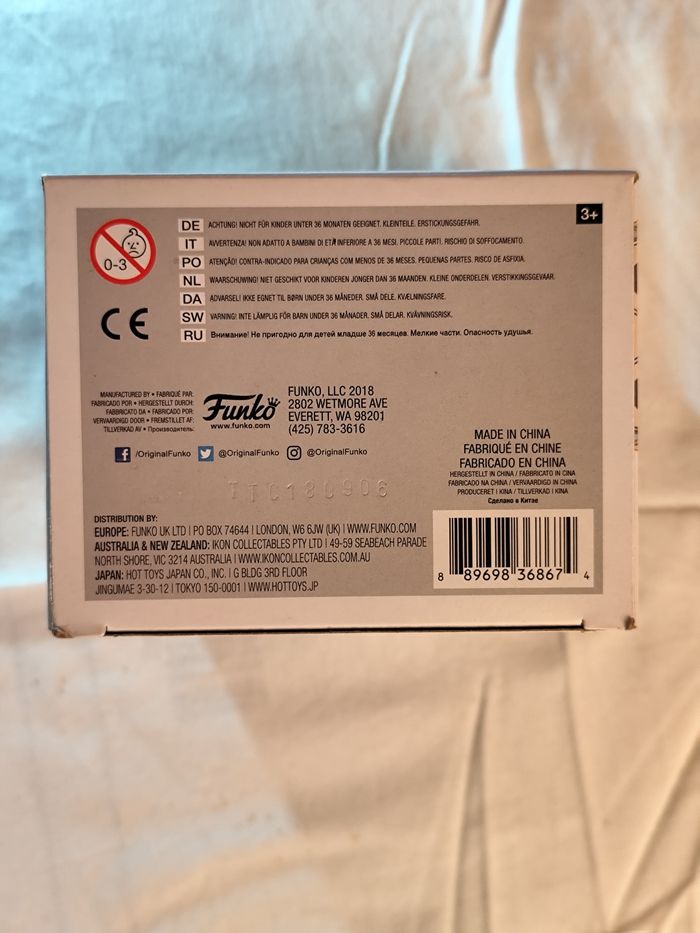 3+
0-3
DE ACHTUNG! NICHT FÜR KINDER UNTER 36 MONATEN GEEIGNET. KLEINTEILE. ERSTICKUNGSGEFAHR.
IT AVVERTENZA! NON ADATTO A BAMBINI DI ETÀ INFERIORE A 36 MESI. PICCOLE PARTI. RISCHIO DI SOFFOCAMENTO.
PO ATENÇÃO! CONTRA-INDICADO PARA CRIANÇAS COM MENOS DE 36 MESES. PEQUENAS PARTES. RISCO DE ASFIXIA.
NL WAARSCHUWING! NIET GESCHIKT VOOR KINDEREN JONGER DAN 36 MAANDEN. KLEINE ONDERDELEN. VERSTIKKINGSGEVAAR.
DA ADVARSEL! IKKE EGNET TIL BØRN UNDER 36 MÅNEDER. SMÅ DELE. KVÆLNINGSFARE.
SW VARNING! INTE LÄMPLIG FÖR BARN UNDER 36 MÅNADER. SMÅ DELAR. KVÄVNINGSRISK.
RU Внимание! Не пригодно для детей младше 36 месяцев. Мелкие части. Опасность удушья.
CE
MANUFACTURED BY • FABRIQUÉ PAR:
FABRICADO POR • HERGESTELLT DURCH:
FABBRICATO DA • FABRICADO POR:
VERVAARDIGD DOOR • FREMSTILLET AF:
TILLVERKAD AV • Производитель:
Funko
www.funko.com
FUNKO, LLC 2018
2802 WETMORE AVE
EVERETT, WA 98201
(425) 783-3616
/OriginalFunko @OriginalFunko @OriginalFunko
TTC180906
MADE IN CHINA
FABRIQUÉ EN CHINE
FABRICADO EN CHINA
HERGESTELLT IN CHINA / FABBRICATO IN CINA
FABRICADO NA CHINA / VERVAARDIGD IN CHINA
PRODUCERET I KINA / TILLVERKAD I KINA
Сделано в Китае
DISTRIBUTION BY:
EUROPE: FUNKO UK LTD | PO BOX 74644 | LONDON, W6 6JW (UK) | WWW.FUNKO.COM
AUSTRALIA & NEW ZEALAND: IKON COLLECTABLES PTY LTD | 49-59 SEABEACH PARADE
NORTH SHORE, VIC 3214 AUSTRALIA | WWW.IKONCOLLECTABLES.COM.AU
JAPAN: HOT TOYS JAPAN CO., INC. | G BLDG 3RD FLOOR
JINGUMAE 3-30-12 | TOKYO 150-0001 | WWW.HOTTOYS.JP
8 89698 36867 4